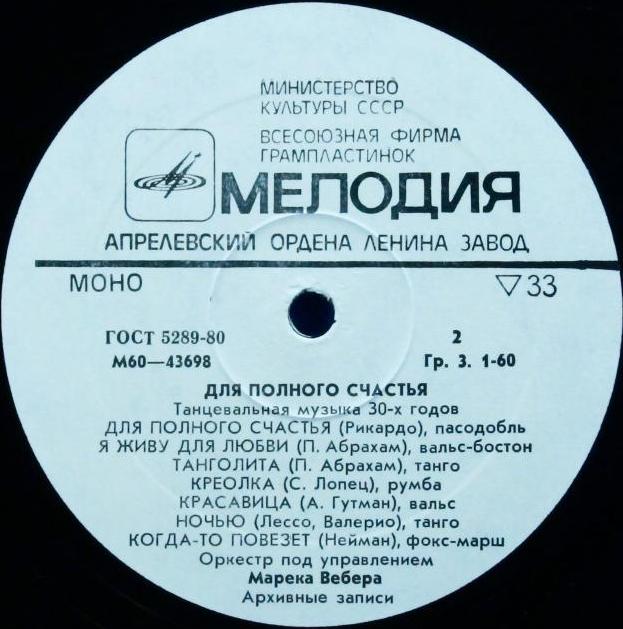 МИНИСТЕРСТВО
КУЛЬТУРЫ СССР
ВСЕСОЮЗНАЯ ФИРМА
ГРАМПЛАСТИНОК
МЕЛОДИЯ
АПРЕЛЕВСКИЙ ОРДЕНА ЛЕНИНА ЗАВОД
МОНО ▽33
ГОСТ 5289-80 2
М60—43698 Гр. 3. 1-60
ДЛЯ ПОЛНОГО СЧАСТЬЯ
Танцевальная музыка 30-х годов
ДЛЯ ПОЛНОГО СЧАСТЬЯ (Рикардо), пасодобль
Я ЖИВУ ДЛЯ ЛЮБВИ (П. Абрахам), вальс-бостон
ТАНГОЛИТА (П. Абрахам), танго
КРЕОЛКА (С. Лопец), румба
КРАСАВИЦА (А. Гутман), вальс
НОЧЬЮ (Лессо, Валерио), танго
КОГДА-ТО ПОВЕЗЕТ (Нейман), фокс-марш
Оркестр под управлением
Марека Вебера
Архивные записи